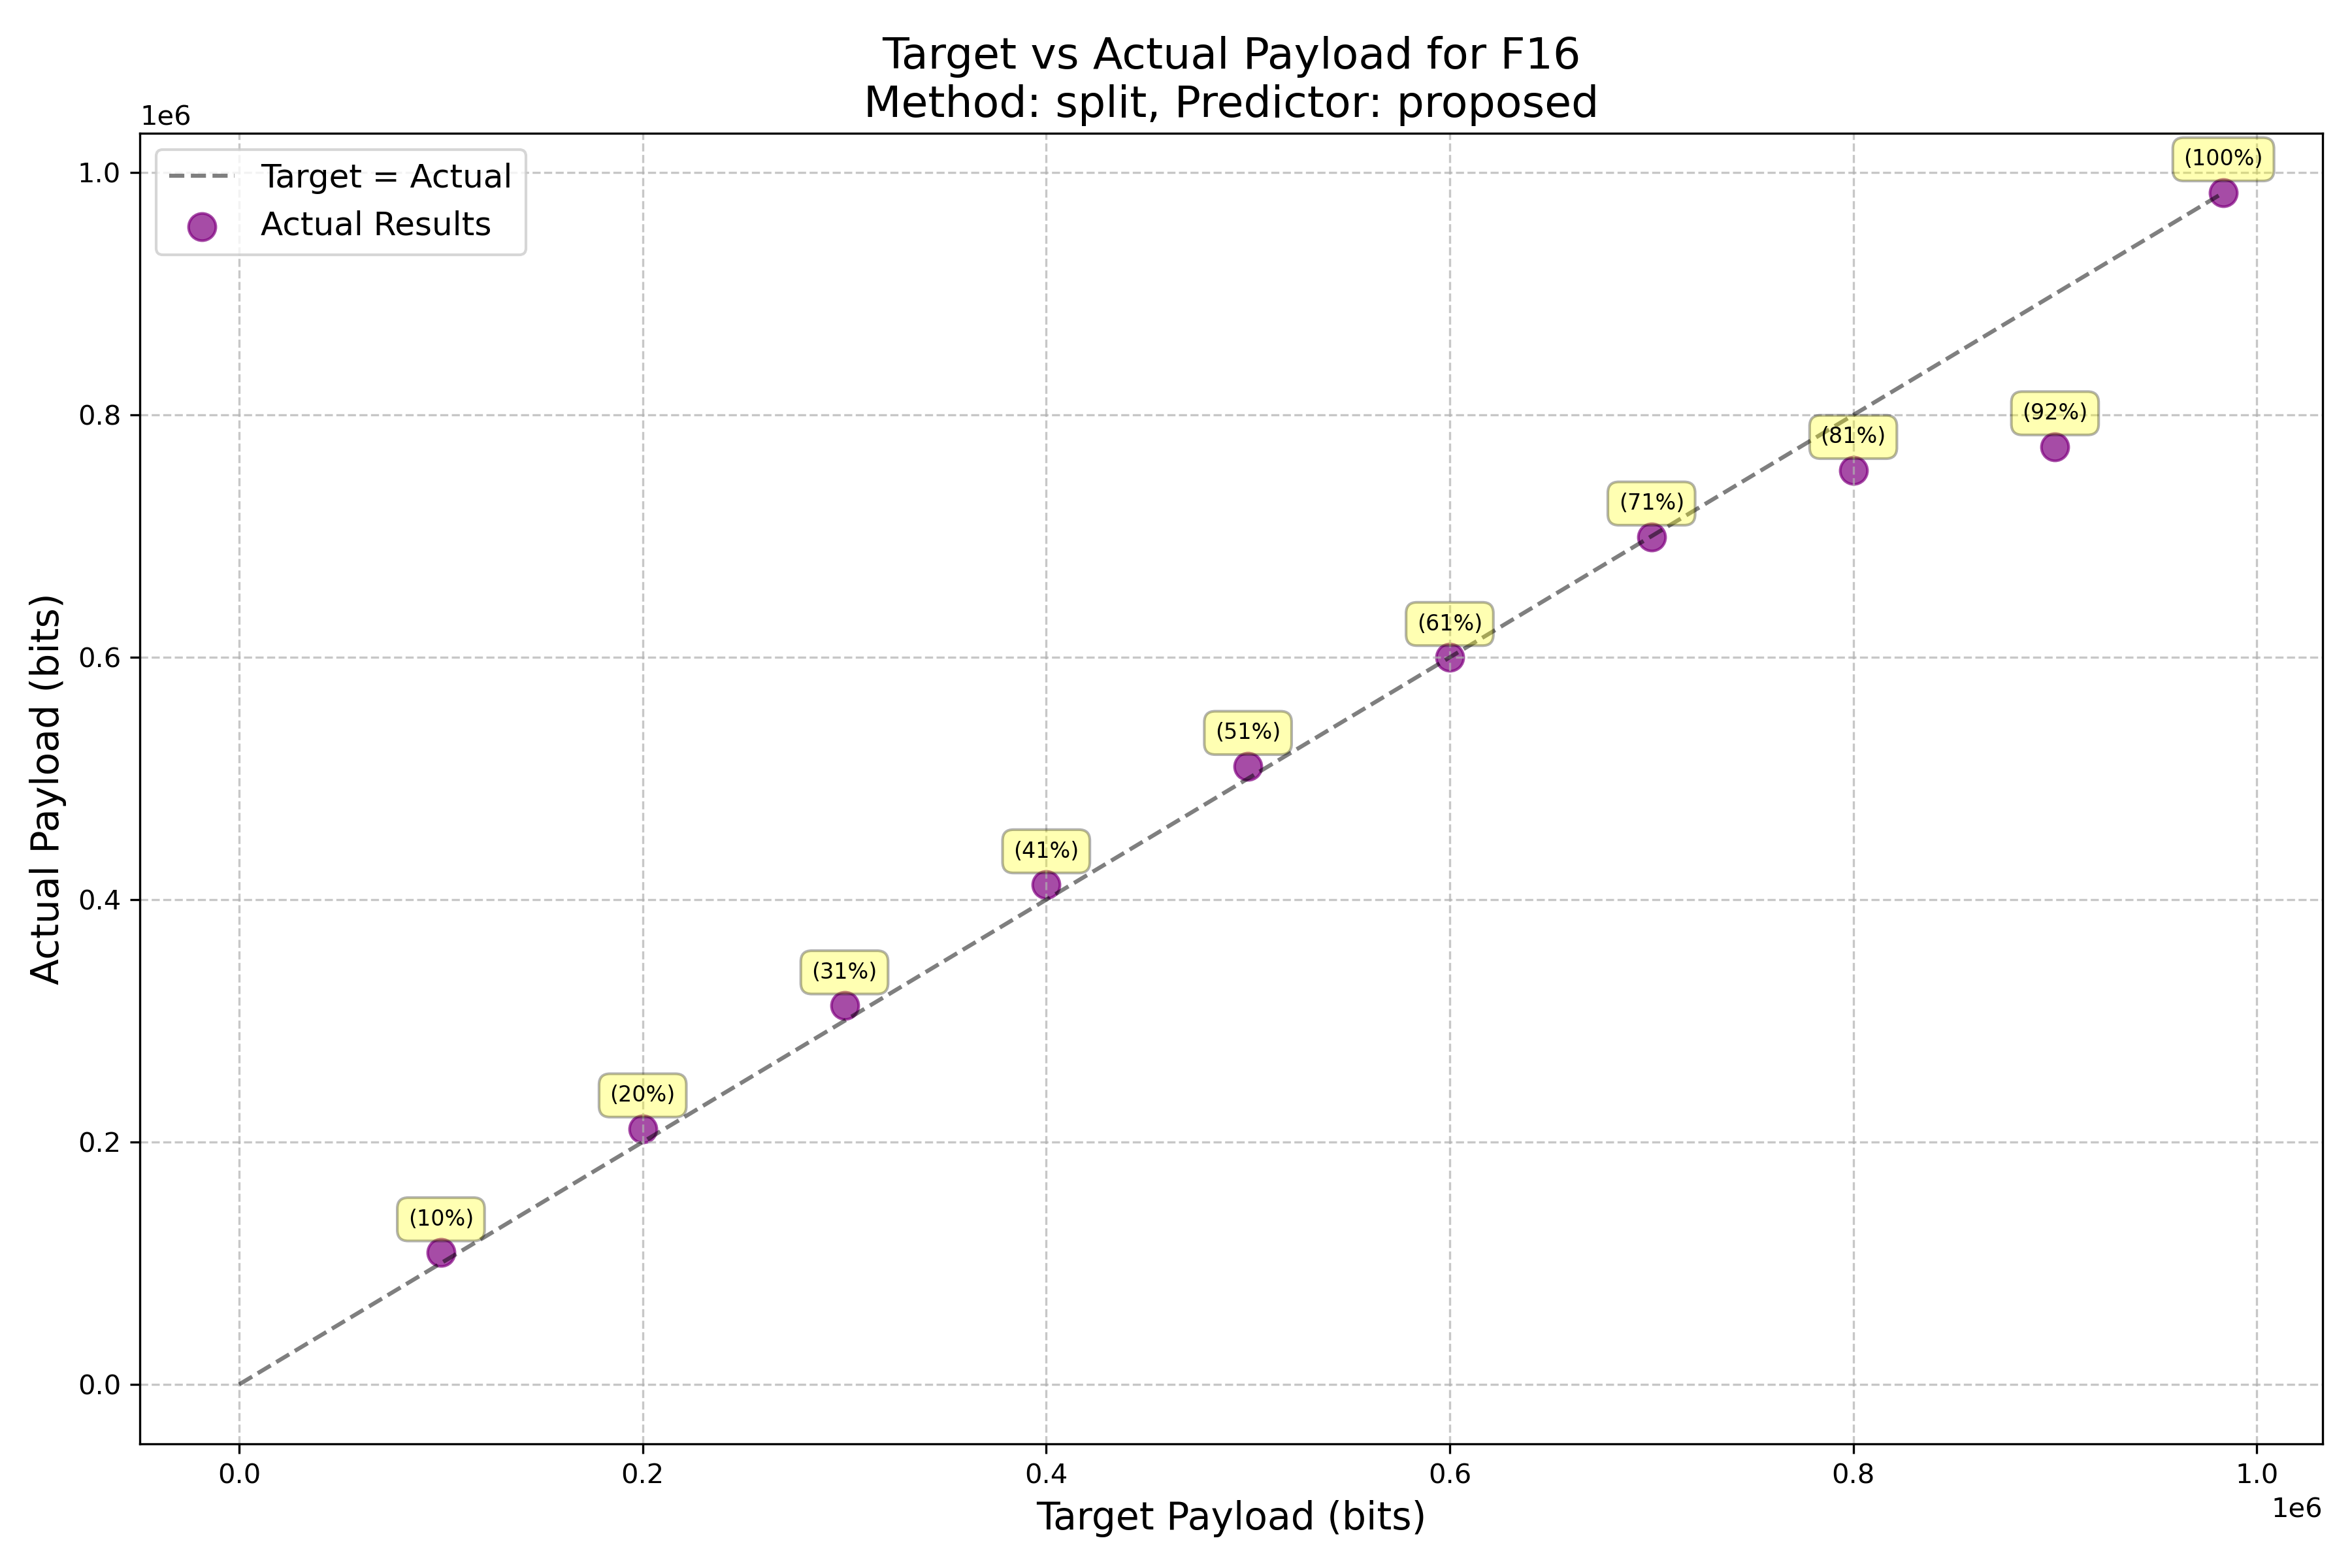 Target vs Actual Payload for F16
Method: split, Predictor: proposed
1e6
Target = Actual
Actual Results
(100%)
(92%)
(81%)
(71%)
(61%)
(51%)
(41%)
(31%)
(20%)
(10%)
1.0
0.8
0.6
0.4
0.2
0.0
Actual Payload (bits)
0.0 0.2 0.4 0.6 0.8 1.0
1e6
Target Payload (bits)